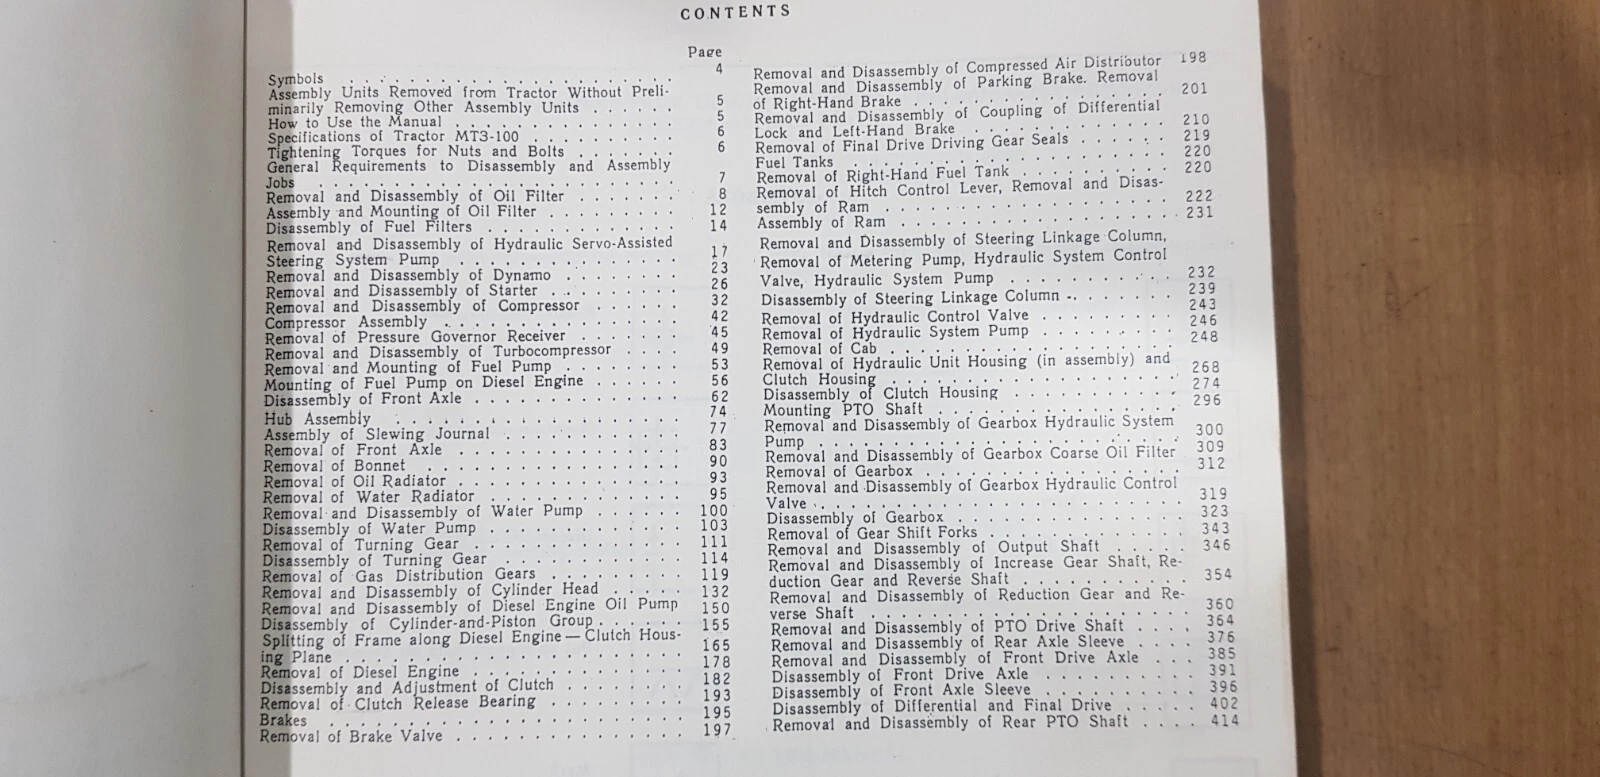 CONTENTS
Page
Symbols . . . . . . . . . . 4
Assembly Units Removed from Tractor Without Preli-
minarily Removing Other Assembly Units . . . . . . 5
How to Use the Manual . . . . . . . . . . 5
Specifications of Tractor MT3-100 . . . . . . . . . . 6
Tightening Torques for Nuts and Bolts . . . . . . . 6
General Requirements to Disassembly and Assembly
Jobs . . . . . . . . . . 7
Removal and Disassembly of Oil Filter . . . . . . . 8
Assembly and Mounting of Oil Filter . . . . . . . . . 12
Disassembly of Fuel Filters . . . . . . . . . . 14
Removal and Disassembly of Hydraulic Servo-Assisted
Steering System Pump . . . . . . . . . . 17
Removal and Disassembly of Dynamo . . . . . . . . 23
Removal and Disassembly of Starter . . . . . . . . . 26
Removal and Disassembly of Compressor . . . . . . 32
Compressor Assembly . . . . . . . . . . 42
Removal of Pressure Governor Receiver . . . . . . . 45
Removal and Disassembly of Turbocompressor . . . . 49
Removal and Mounting of Fuel Pump . . . . . . . . 53
Mounting of Fuel Pump on Diesel Engine . . . . . . 56
Disassembly of Front Axle . . . . . . . . . . 62
Hub Assembly . . . . . . . . . . 74
Assembly of Slewing Journal . . . . . . . . . . 77
Removal of Front Axle . . . . . . . . . . 83
Removal of Bonnet . . . . . . . . . . 90
Removal of Oil Radiator . . . . . . . . . . 93
Removal of Water Radiator . . . . . . . . . . 95
Removal and Disassembly of Water Pump . . . . . . 100
Disassembly of Water Pump . . . . . . . . . . 103
Removal of Turning Gear . . . . . . . . . . 111
Disassembly of Turning Gear . . . . . . . . . . 114
Removal of Gas Distribution Gears . . . . . . . . . 119
Removal and Disassembly of Cylinder Head . . . . . 132
Removal and Disassembly of Diesel Engine Oil Pump 150
Disassembly of Cylinder-and-Piston Group . . . . . . 155
Splitting of Frame along Diesel Engine — Clutch Hous-
ing Plane . . . . . . . . . . 165
Removal of Diesel Engine . . . . . . . . . . 178
Disassembly and Adjustment of Clutch . . . . . . . . 182
Removal of Clutch Release Bearing . . . . . . . . . 193
Brakes . . . . . . . . . . 195
Removal of Brake Valve . . . . . . . . . . 197
Removal and Disassembly of Compressed Air Distributor 198
Removal and Disassembly of Parking Brake. Removal
of Right-Hand Brake . . . . . . . . . . 201
Removal and Disassembly of Coupling of Differential
Lock and Left-Hand Brake . . . . . . . . . . 210
Removal of Final Drive Driving Gear Seals . . . . . . 219
Fuel Tanks . . . . . . . . . . 220
Removal of Right-Hand Fuel Tank . . . . . . . . . 220
Removal of Hitch Control Lever, Removal and Disas-
sembly of Ram . . . . . . . . . . 222
Assembly of Ram . . . . . . . . . . 231
Removal and Disassembly of Steering Linkage Column,
Removal of Metering Pump, Hydraulic System Control
Valve, Hydraulic System Pump . . . . . . . . . . 232
Disassembly of Steering Linkage Column . . . . . . . 239
Removal of Hydraulic Control Valve . . . . . . . . . 243
Removal of Hydraulic System Pump . . . . . . . . . 246
Removal of Cab . . . . . . . . . . 248
Removal of Hydraulic Unit Housing (in assembly) and
Clutch Housing . . . . . . . . . . 268
Disassembly of Clutch Housing . . . . . . . . . . 274
Mounting PTO Shaft . . . . . . . . . . 296
Removal and Disassembly of Gearbox Hydraulic System
Pump . . . . . . . . . . 300
Removal and Disassembly of Gearbox Coarse Oil Filter 309
Removal of Gearbox . . . . . . . . . . 312
Removal and Disassembly of Gearbox Hydraulic Control
Valve . . . . . . . . . . 319
Disassembly of Gearbox . . . . . . . . . . 323
Removal of Gear Shift Forks . . . . . . . . . . 343
Removal and Disassembly of Output Shaft . . . . . 346
Removal and Disassembly of Increase Gear Shaft, Re-
duction Gear and Reverse Shaft . . . . . . . . . . 354
Removal and Disassembly of Reduction Gear and Re-
verse Shaft . . . . . . . . . . 360
Removal and Disassembly of PTO Drive Shaft . . . . 364
Removal and Disassembly of Rear Axle Sleeve . . . . 376
Removal and Disassembly of Front Drive Axle . . . 385
Disassembly of Front Drive Axle . . . . . . . . . . 391
Disassembly of Front Axle Sleeve . . . . . . . . . 396
Disassembly of Differential and Final Drive . . . . . 402
Removal and Disassembly of Rear PTO Shaft . . . . 414